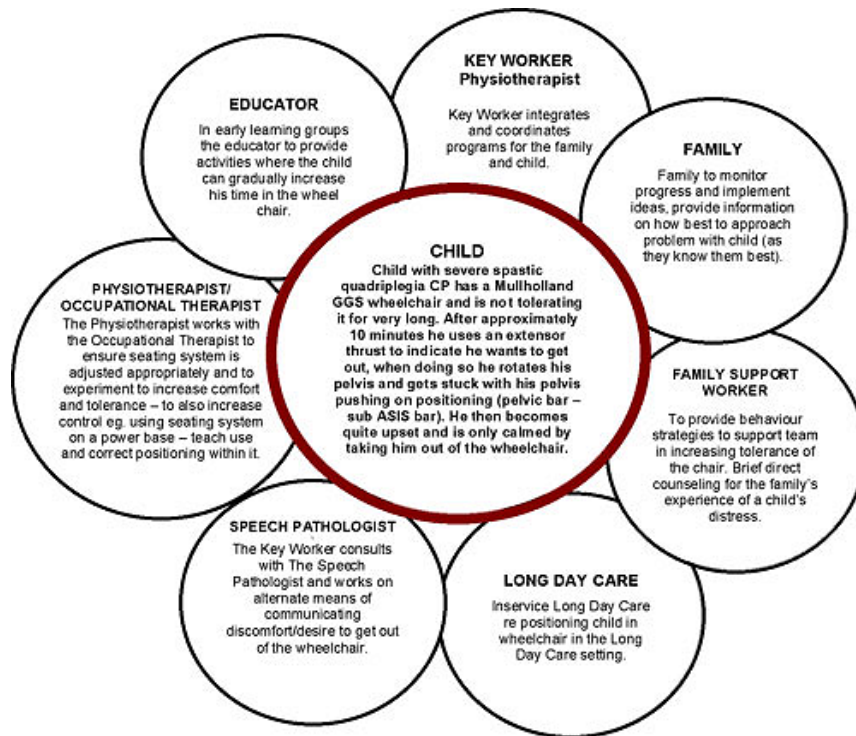 KEY WORKER
Physiotherapist
Key Worker integrates
and coordinates
programs for the family
and child.
EDUCATOR
In early learning groups
the educator to provide
activities where the child
can gradually increase
his time in the wheel
chair.
FAMILY
Family to monitor
progress and implement
ideas, provide information
on how best to approach
problem with child (as
they know them best).
CHILD
Child with severe spastic
quadriplegia CP has a Mullholland
GGS wheelchair and is not tolerating
it for very long. After approximately
10 minutes he uses an extensor
thrust to indicate he wants to get
out, when doing so he rotates his
pelvis and gets stuck with his pelvis
pushing on positioning (pelvic bar –
sub ASIS bar). He then becomes
quite upset and is only calmed by
taking him out of the wheelchair.
PHYSIOTHERAPIST/
OCCUPATIONAL THERAPIST
The Physiotherapist works with
the Occupational Therapist to
ensure seating system is
adjusted appropriately and to
experiment to increase comfort
and tolerance – to also increase
control eg. using seating system
on a power base – teach use
and correct positioning within it.
FAMILY SUPPORT
WORKER
To provide behaviour
strategies to support team
in increasing tolerance of
the chair. Brief direct
counseling for the family's
experience of a child's
distress.
SPEECH PATHOLOGIST
The Key Worker consults
with The Speech
Pathologist and works on
alternate means of
communicating
discomfort/desire to get out
of the wheelchair.
LONG DAY CARE
Inservice Long Day Care
re positioning child in
wheelchair in the Long
Day Care setting.